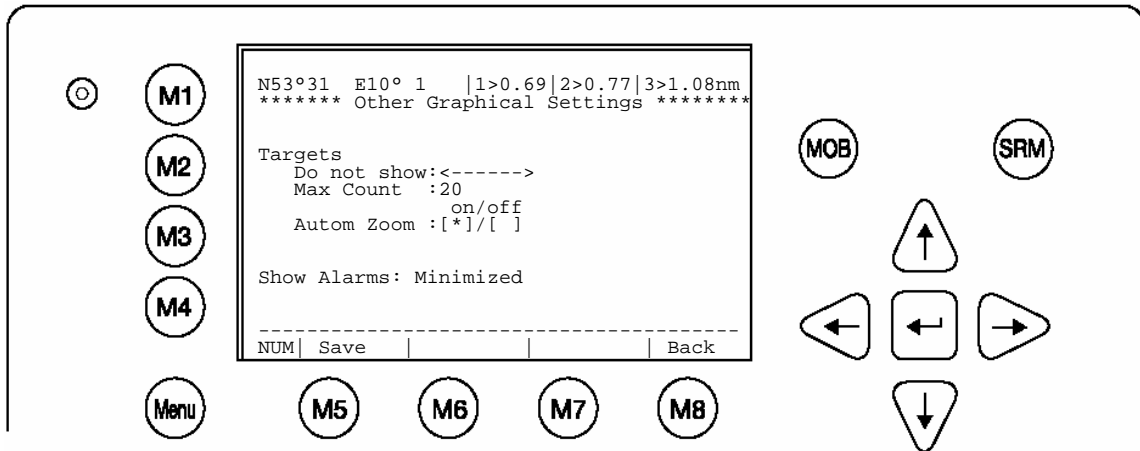 N53°31  E10° 1   |1>0.69|2>0.77|3>1.08nm
******* Other Graphical Settings ********
Targets
Do not show:<------>
Max Count  :20
on/off
Autom Zoom :[*]/[ ]
Show Alarms: Minimized
-----------------------------------------
NUM| Save    |         |         | Back
M1
M2
M3
M4
Menu
M5
M6
M7
M8
MOB
SRM